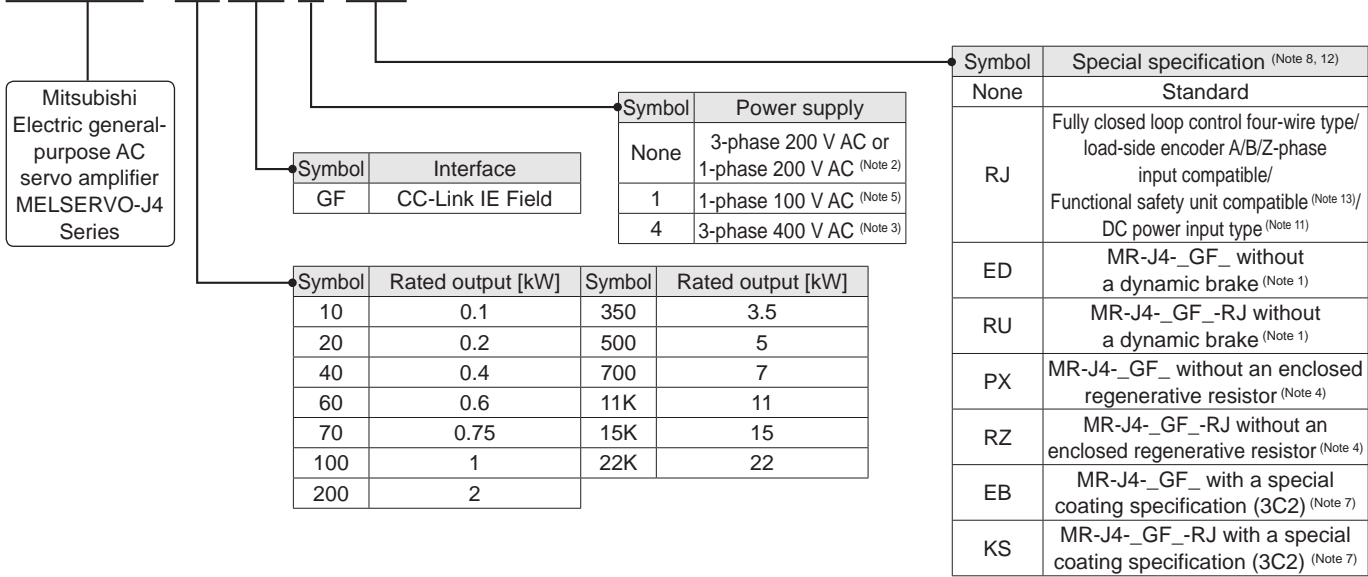 Mitsubishi
Electric general-
purpose AC
servo amplifier
MELSERVO-J4
Series
Symbol Interface
GF CC-Link IE Field
Symbol Power supply
None 3-phase 200 V AC or
1-phase 200 V AC (Note 2)
1 1-phase 100 V AC (Note 5)
4 3-phase 400 V AC (Note 3)
Symbol Rated output [kW] Symbol Rated output [kW]
10 0.1 350 3.5
20 0.2 500 5
40 0.4 700 7
60 0.6 11K 11
70 0.75 15K 15
100 1 22K 22
200 2
Symbol Special specification (Note 8, 12)
None Standard
RJ Fully closed loop control four-wire type/
load-side encoder A/B/Z-phase
input compatible/
Functional safety unit compatible (Note 13)/
DC power input type (Note 11)
ED MR-J4-_GF_ without
a dynamic brake (Note 1)
RU MR-J4-_GF_-RJ without
a dynamic brake (Note 1)
PX MR-J4-_GF_ without an enclosed
regenerative resistor (Note 4)
RZ MR-J4-_GF_-RJ without an
enclosed regenerative resistor (Note 4)
EB MR-J4-_GF_ with a special
coating specification (3C2) (Note 7)
KS MR-J4-_GF_-RJ with a special
coating specification (3C2) (Note 7)